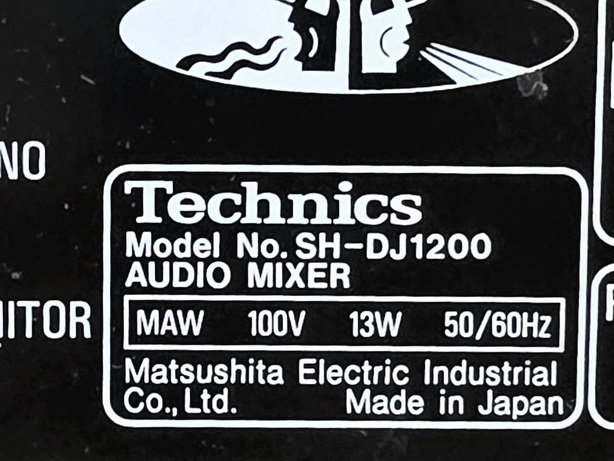 NO
Technics
Model No. SH-DJ1200
AUDIO MIXER
MAW 100V 13W 50/60Hz
Matsushita Electric Industrial
Co., Ltd. Made in Japan